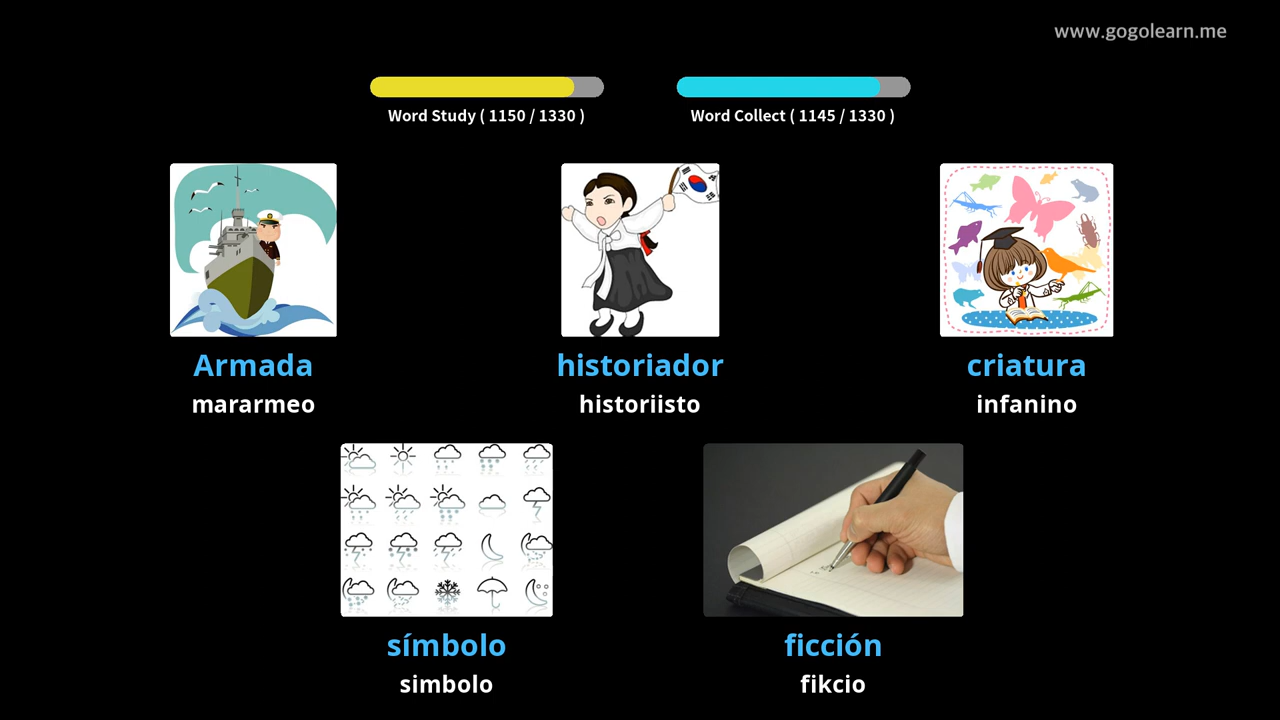 www.gogolearn.me
Word Study ( 1150 / 1330 )
Word Collect ( 1145 / 1330 )
Armada
mararmeo
historiador
historiisto
criatura
infanino
símbolo
simbolo
ficción
fikcio